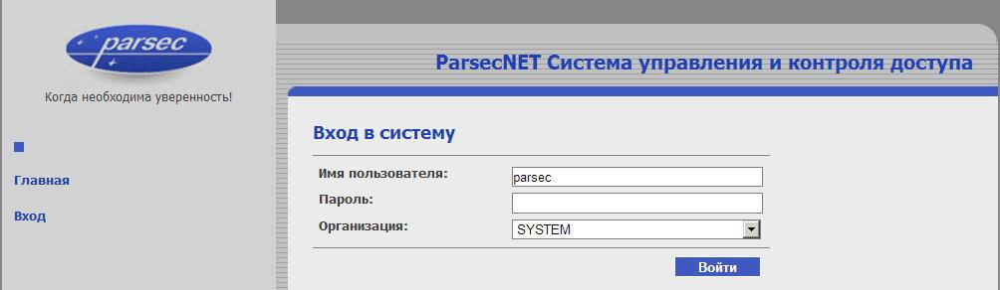 parsec
Когда необходима уверенность!
Главная
Вход
ParsecNET Система управления и контроля доступа
Вход в систему
Имя пользователя: parsec
Пароль:
Организация: SYSTEM
Войти